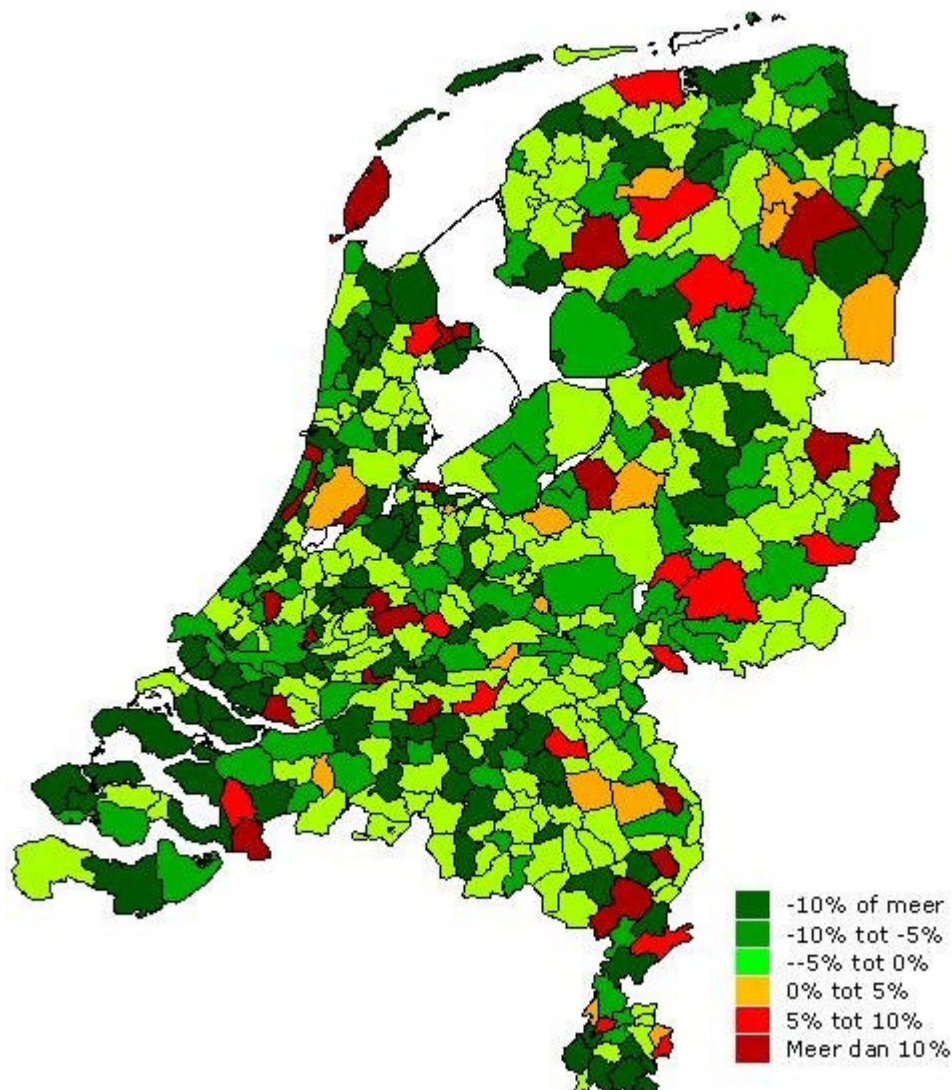 -10% of meer
-10% tot -5%
--5% tot 0%
0% tot 5%
5% tot 10%
Meer dan 10%